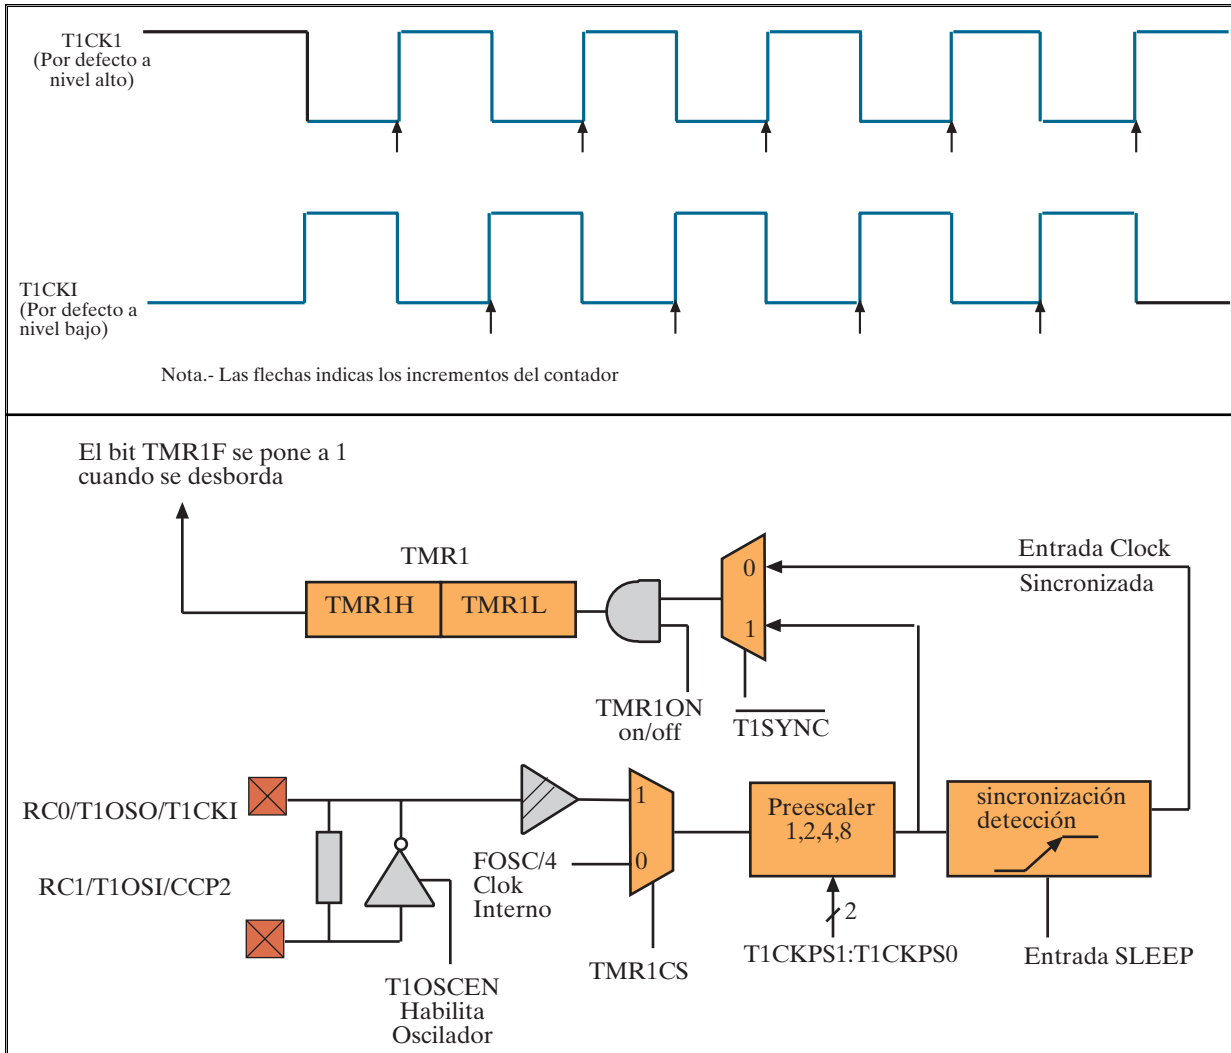 T1CK1
(Por defecto a
nivel alto)
T1CKI
(Por defecto a
nivel bajo)
Nota.- Las flechas indicas los incrementos del contador
El bit TMR1F se pone a 1
cuando se desborda
TMR1
TMR1H
TMR1L
0
1
Entrada Clock
Sincronizada
TMR1ON
on/off
T1SYNC
RC0/T1OSO/T1CKI
RC1/T1OSI/CCP2
1
0
FOSC/4
Clok
Interno
Preescaler
1,2,4,8
sincronización
detección
2
T1OSCEN
Habilita
Oscilador
TMR1CS
T1CKPS1:T1CKPS0
Entrada SLEEP